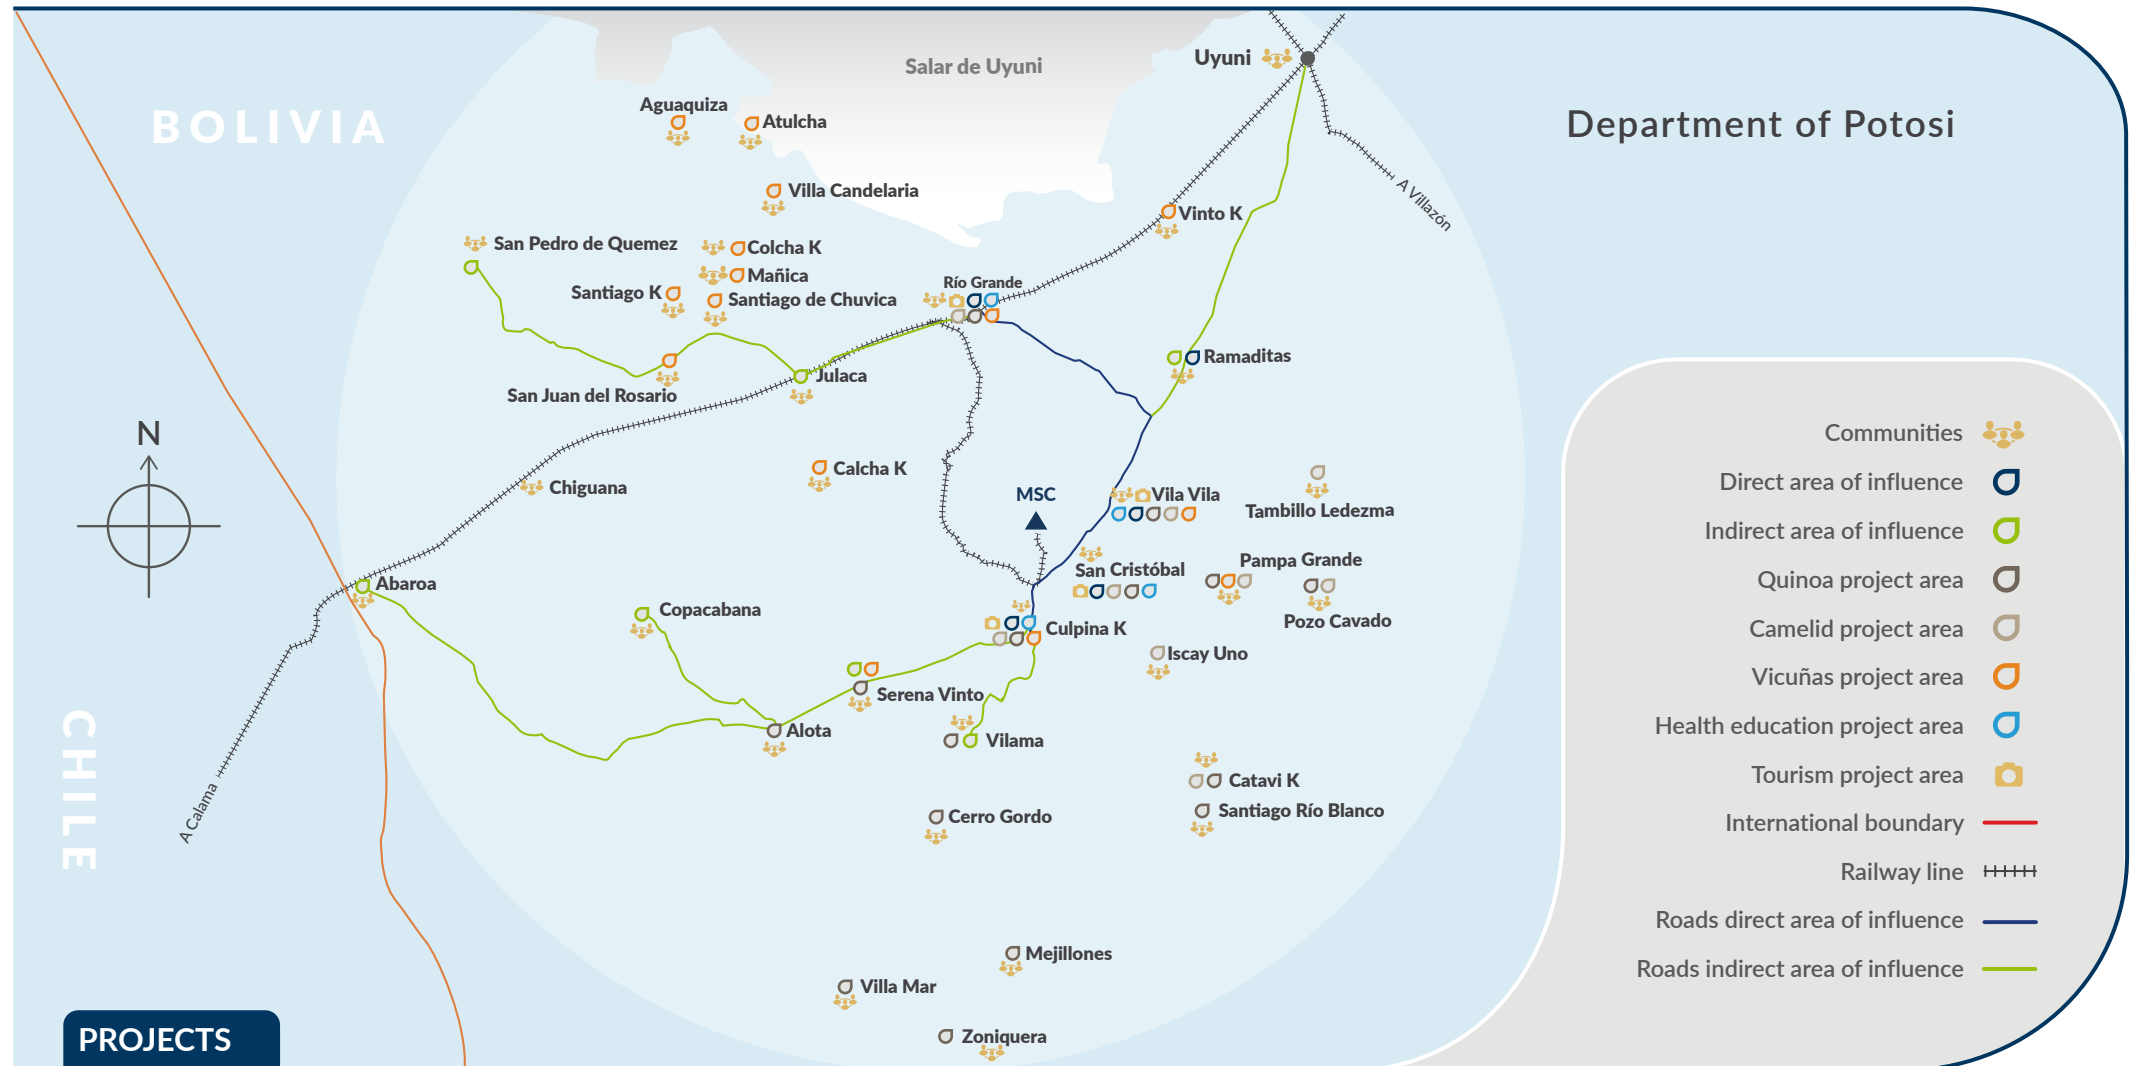 Salar de Uyuni
Uyuni
BOLIVIA
Department of Potosi
Aguaquiza
Atulcha
Villa Candelaria
A Villazón
Vinto K
San Pedro de Quemez
Colcha K
Mañica
Santiago K
Santiago de Chuvica
Río Grande
Ramaditas
Julaca
San Juan del Rosario
N
Calcha K
Chiguana
MSC
Vila Vila
Tambillo Ledezma
Pampa Grande
San Cristóbal
Abaroa
Copacabana
Pozo Cavado
Culpina K
Iscay Uno
Serena Vinto
Alota
Vilama
CHILE
A Calama
Catavi K
Santiago Río Blanco
Cerro Gordo
Mejillones
Villa Mar
Zoniquera
PROJECTS
Communities
Direct area of influence
Indirect area of influence
Quinoa project area
Camelid project area
Vicuñas project area
Health education project area
Tourism project area
International boundary
Railway line
Roads direct area of influence
Roads indirect area of influence